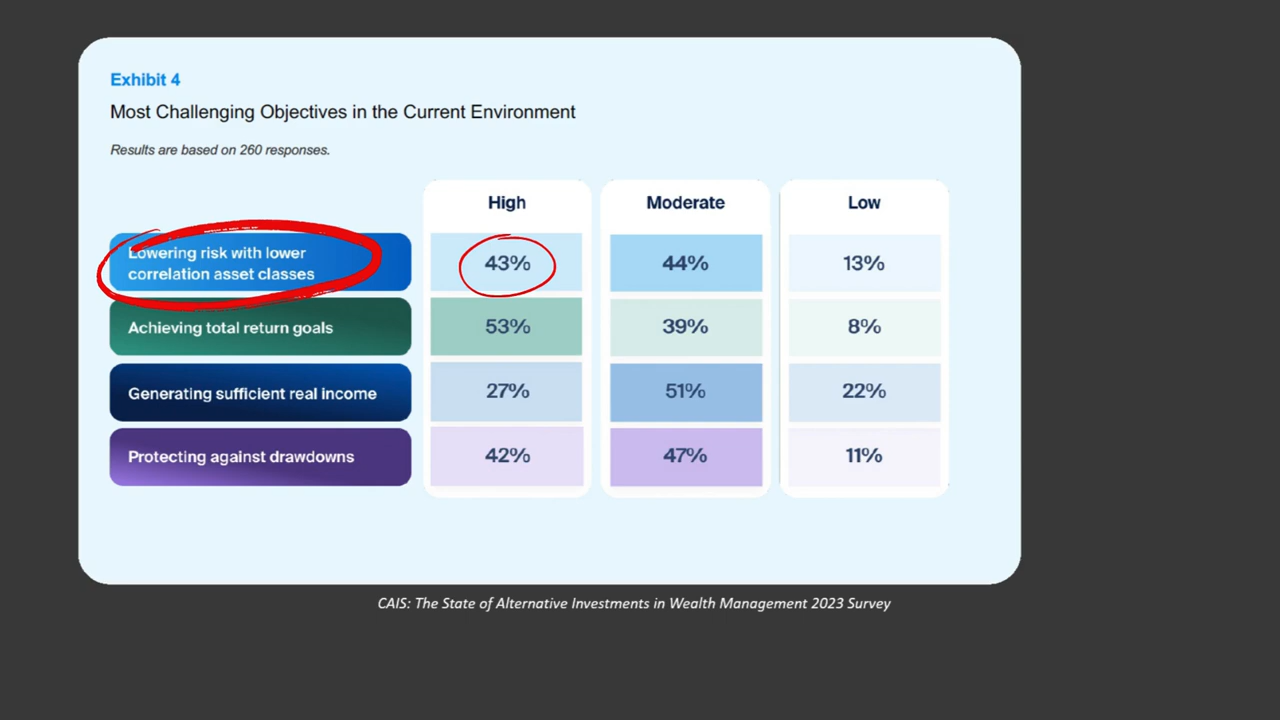 Exhibit 4
Most Challenging Objectives in the Current Environment
Results are based on 260 responses.
High Moderate Low
Lowering risk with lower
correlation asset classes
43% 44% 13%
Achieving total return goals 53% 39% 8%
Generating sufficient real income 27% 51% 22%
Protecting against drawdowns 42% 47% 11%
CAIS: The State of Alternative Investments in Wealth Management 2023 Survey